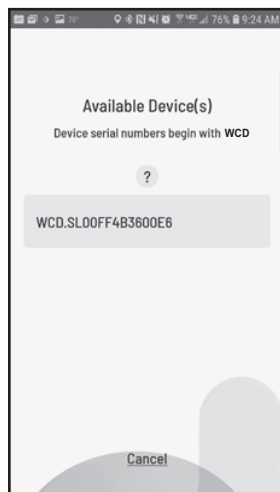 76% 9:24 AM
Available Device(s)
Device serial numbers begin with WCD
?
WCD.SL00FF4B3600E6
Cancel